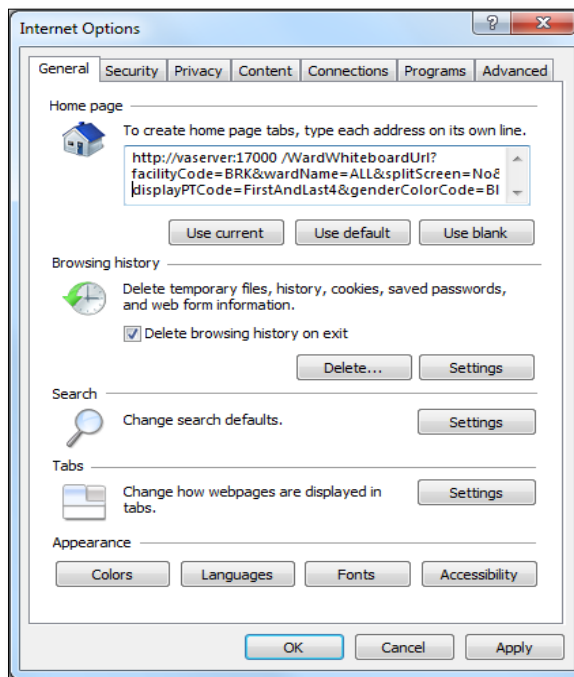 Internet Options
General Security Privacy Content Connections Programs Advanced
Home page
To create home page tabs, type each address on its own line.
http://vaserver:17000 /WardWhiteboardUrl?
facilityCode=BRK&wardName=ALL&splitScreen=No&
displayPTCode=FirstAndLast4&genderColorCode=Bl
Use current Use default Use blank
Browsing history
Delete temporary files, history, cookies, saved passwords,
and web form information.
Delete browsing history on exit
Delete... Settings
Search
Change search defaults. Settings
Tabs
Change how webpages are displayed in
tabs.
Settings
Appearance
Colors Languages Fonts Accessibility
OK Cancel Apply